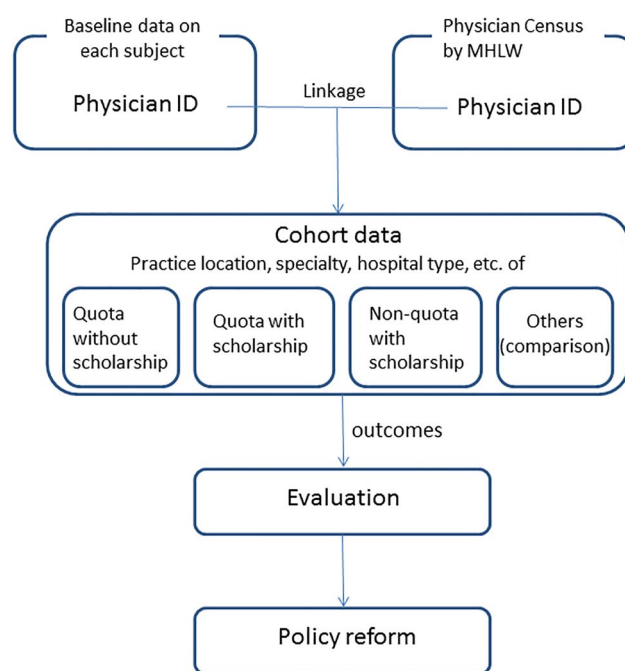 Baseline data on
each subject
Physician ID
Linkage
Physician Census
by MHLW
Physician ID
Cohort data
Practice location, specialty, hospital type, etc. of
Quota
without
scholarship
Quota with
scholarship
Non-quota
with
scholarship
Others
(comparison)
outcomes
Evaluation
Policy reform